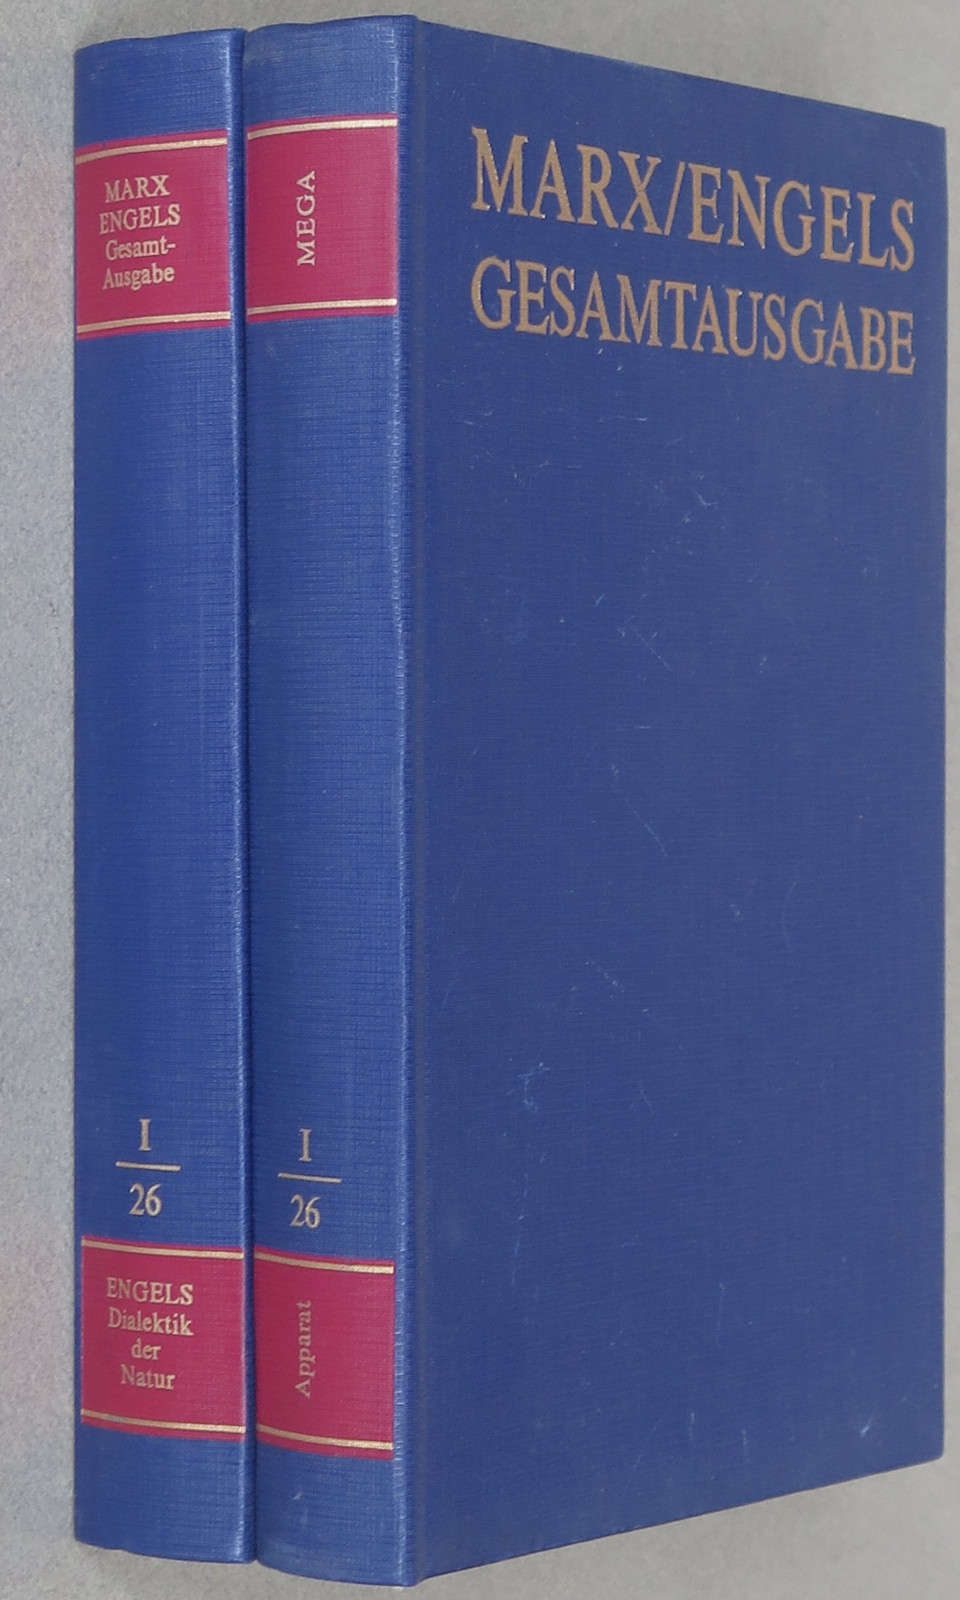 MARX
ENGELS
Gesamt-
Ausgabe
I
26
ENGELS
Dialektik
der
Natur
MEGA
I
26
Apparat
MARX/ENGELS
GESAMTAUSGABE